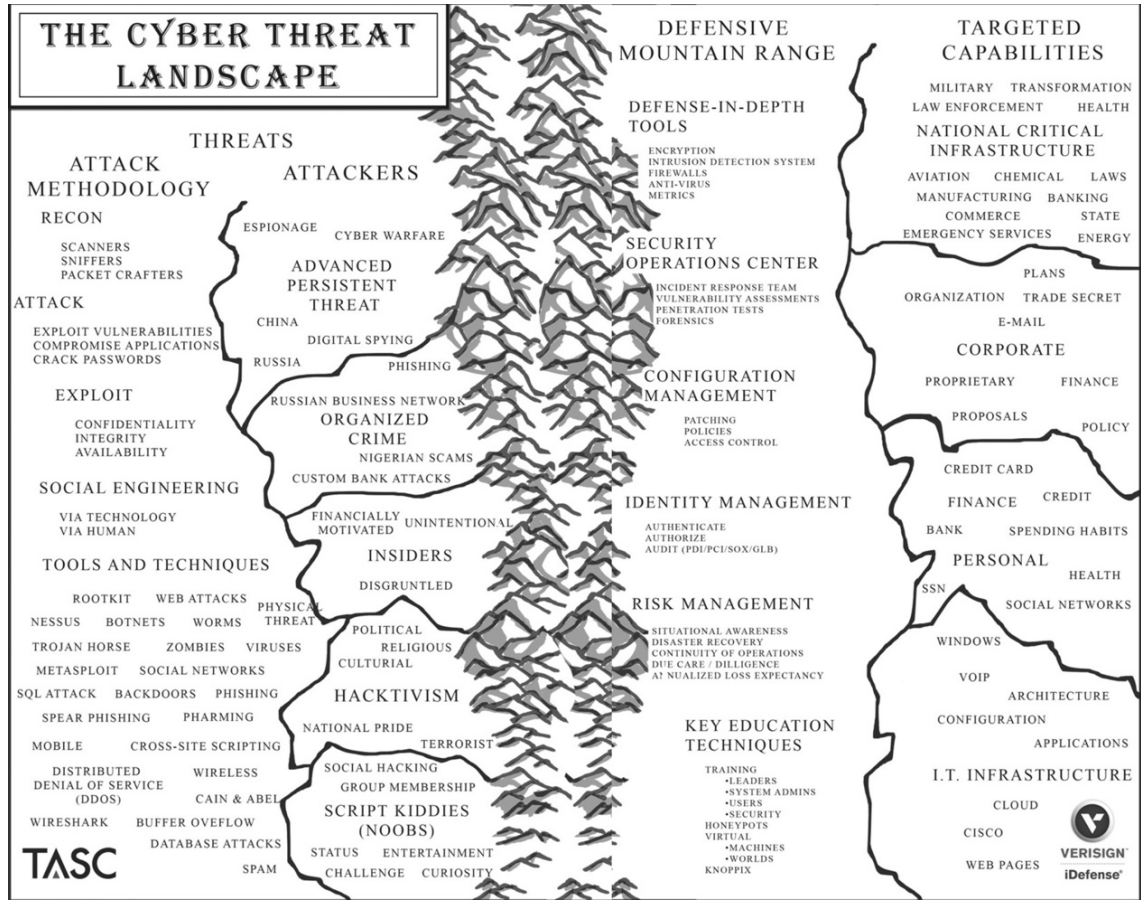 THE CYBER THREAT
LANDSCAPE
THREATS
ATTACK
METHODOLOGY
RECON
SCANNERS
SNIFFERS
PACKET CRAFTERS
ATTACK
EXPLOIT VULNERABILITIES
COMPROMISE APPLICATIONS
CRACK PASSWORDS
EXPLOIT
CONFIDENTIALITY
INTEGRITY
AVAILABILITY
SOCIAL ENGINEERING
VIA TECHNOLOGY
VIA HUMAN
TOOLS AND TECHNIQUES
ROOTKIT WEB ATTACKS
PHYSICAL
THREAT
NESSUS BOTNETS WORMS
TROJAN HORSE ZOMBIES VIRUSES
METASPLOIT SOCIAL NETWORKS
SQL ATTACK BACKDOORS PHISHING
SPEAR PHISHING PHARMING
MOBILE CROSS-SITE SCRIPTING
DISTRIBUTED
DENIAL OF SERVICE
(DDOS)
WIRELESS
CAIN & ABEL
WIRESHARK BUFFER OVEFLOW
DATABASE ATTACKS
SPAM
TASC
ATTACKERS
ESPIONAGE
CYBER WARFARE
ADVANCED
PERSISTENT
THREAT
CHINA
DIGITAL SPYING
RUSSIA
PHISHING
RUSSIAN BUSINESS NETWORK
ORGANIZED
CRIME
NIGERIAN SCAMS
CUSTOM BANK ATTACKS
FINANCIALLY
MOTIVATED
UNINTENTIONAL
INSIDERS
DISGRUNTLED
POLITICAL
RELIGIOUS
CULTURIAL
HACKTIVISM
NATIONAL PRIDE
TERRORIST
SOCIAL HACKING
GROUP MEMBERSHIP
SCRIPT KIDDIES
(NOOBS)
STATUS ENTERTAINMENT
CHALLENGE CURIOSITY
DEFENSIVE
MOUNTAIN RANGE
DEFENSE-IN-DEPTH
TOOLS
ENCRYPTION
INTRUSION DETECTION SYSTEM
FIREWALLS
ANTI-VIRUS
METRICS
SECURITY
OPERATIONS CENTER
INCIDENT RESPONSE TEAM
VULNERABILITY ASSESSMENTS
PENETRATION TESTS
FORENSICS
CONFIGURATION
MANAGEMENT
PATCHING
POLICIES
ACCESS CONTROL
IDENTITY MANAGEMENT
AUTHENTICATE
AUTHORIZE
AUDIT (PDI/PCI/SOX/GLB)
RISK MANAGEMENT
SITUATIONAL AWARENESS
DISASTER RECOVERY
CONTINUITY OF OPERATIONS
DUE CARE / DILLIGENCE
A? NUALIZED LOSS EXPECTANCY
KEY EDUCATION
TECHNIQUES
TRAINING
•LEADERS
•SYSTEM ADMINS
•USERS
•SECURITY
HONEYPOTS
VIRTUAL
•MACHINES
•WORLDS
KNOPPIX
TARGETED
CAPABILITIES
MILITARY TRANSFORMATION
LAW ENFORCEMENT HEALTH
NATIONAL CRITICAL
INFRASTRUCTURE
AVIATION CHEMICAL LAWS
MANUFACTURING BANKING
COMMERCE STATE
EMERGENCY SERVICES ENERGY
PLANS
ORGANIZATION TRADE SECRET
E-MAIL
CORPORATE
PROPRIETARY FINANCE
PROPOSALS
POLICY
CREDIT CARD
FINANCE CREDIT
BANK SPENDING HABITS
PERSONAL
HEALTH
SSN
SOCIAL NETWORKS
WINDOWS
VOIP
ARCHITECTURE
CONFIGURATION
APPLICATIONS
I.T. INFRASTRUCTURE
CLOUD
CISCO
WEB PAGES
VERISIGN™
iDefense®